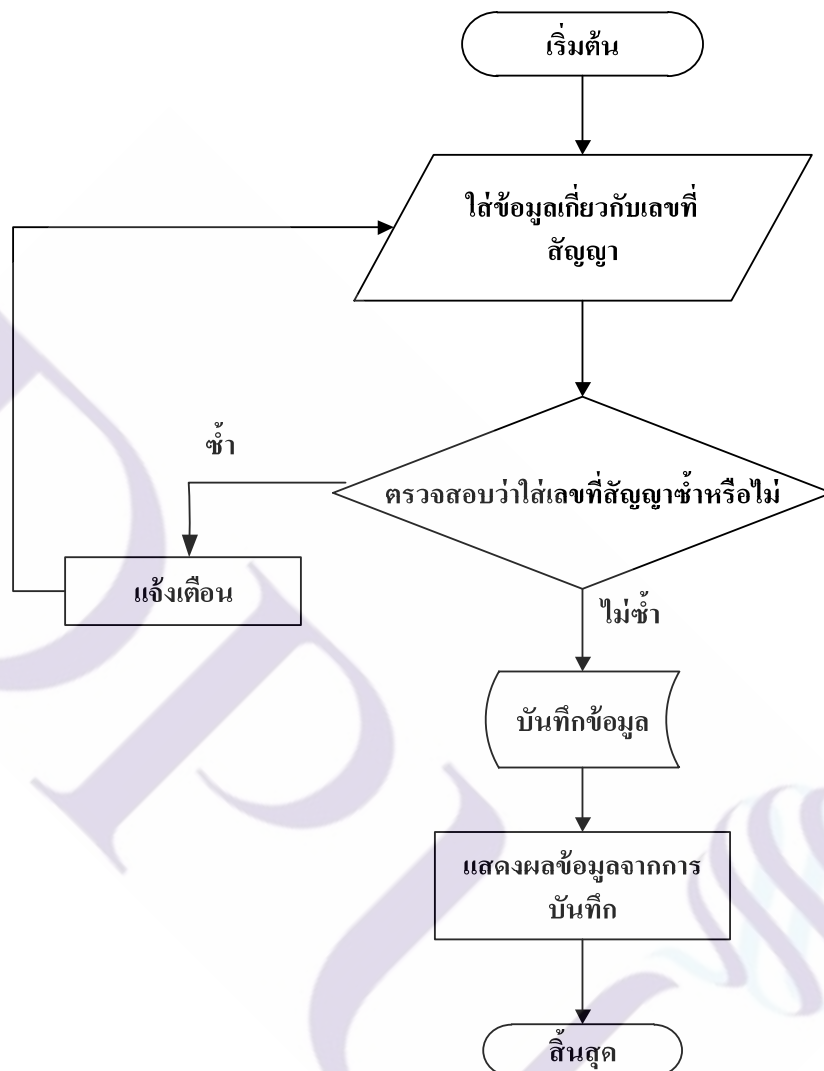 เริ่มต้น
ใส่ข้อมูลเกี่ยวกับเลขที่
สัญญา
ซ้ำ
ตรวจสอบว่าใส่เลขที่สัญญาซ้ำหรือไม่
แจ้งเตือน
ไม่ซ้ำ
บันทึกข้อมูล
แสดงผลข้อมูลจากการ
บันทึก
สิ้นสุด
DPU